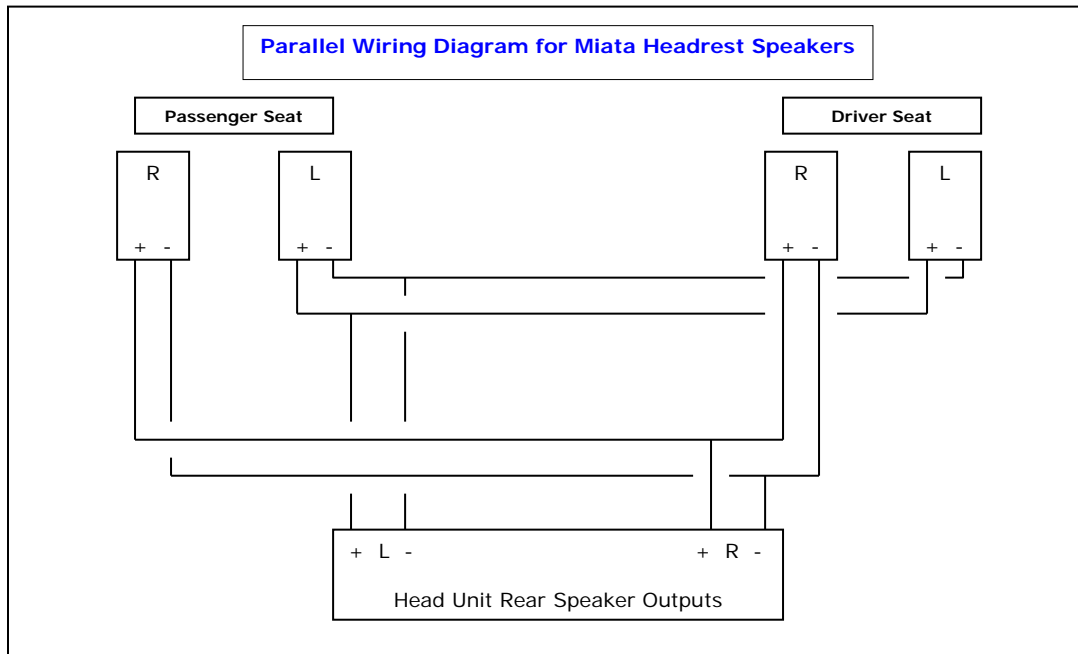 Parallel Wiring Diagram for Miata Headrest Speakers
Passenger Seat
Driver Seat
R
L
R
L
+ -
+ -
+ -
+ -
+ L -
+ R -
Head Unit Rear Speaker Outputs